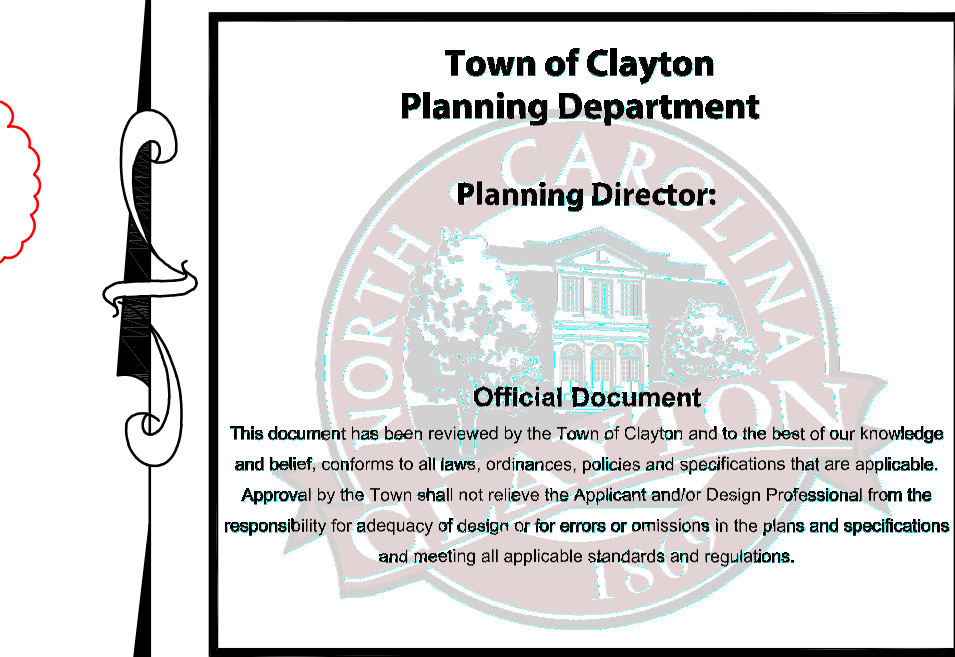 Town of Clayton
Planning Department
Planning Director:
Official Document
This document has been reviewed by the Town of Clayton and to the best of our knowledge
and belief, conforms to all laws, ordinances, policies and specifications that are applicable.
Approval by the Town shall not relieve the Applicant and/or Design Professional from the
responsibility for adequacy of design or for errors or omissions in the plans and specifications
and meeting all applicable standards and regulations.
NORTH CAROLINA
CLAYTON
1869